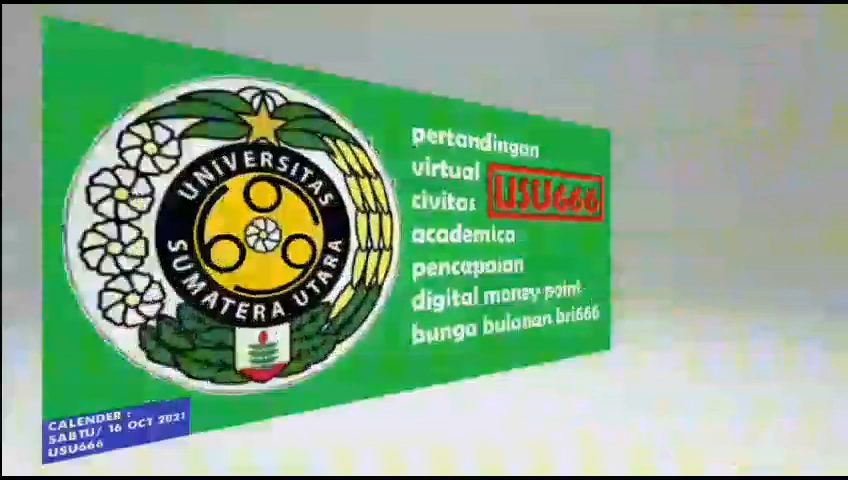 UNIVERSITAS
SUMATERA UTARA
pertandingan
virtual
civitas
USU666
academica
pencapaian
digital money point
bunga bulanan bri666
CALENDER :
SABTU/ 16 OCT 2021
USU666